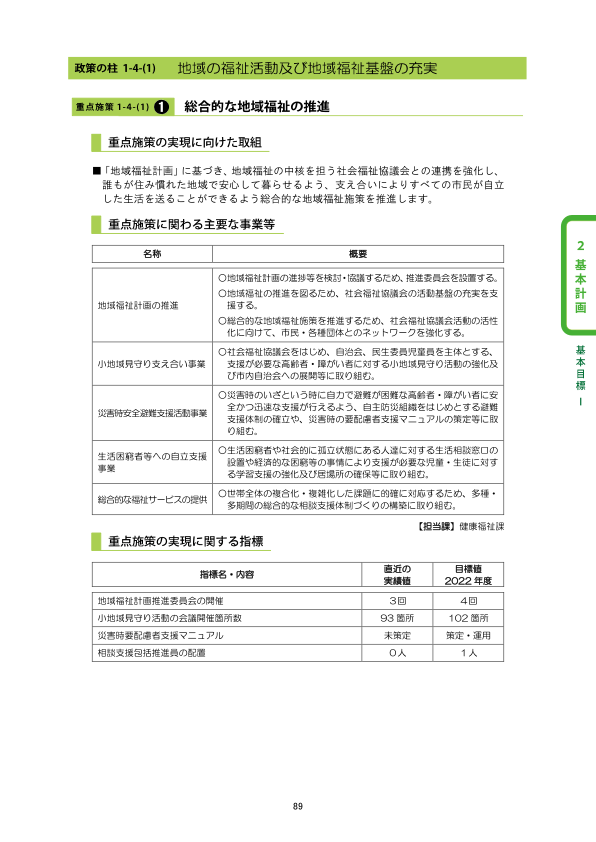 政策の柱 1-4-(1) 地域の福祉活動及び地域福祉基盤の充実
重点施策 1-4-(1) ❶ 総合的な地域福祉の推進
重点施策の実現に向けた取組
■「地域福祉計画」に基づき、地域福祉の中核を担う社会福祉協議会との連携を強化し、
誰もが住み慣れた地域で安心して暮らせるよう、支え合いによりすべての市民が自立
した生活を送ることができるよう総合的な地域福祉施策を推進します。
重点施策に関わる主要な事業等
名称 概要
地域福祉計画の推進
○地域福祉計画の進捗等を検討・協議するため、推進委員会を設置する。
○地域福祉の推進を図るため、社会福祉協議会の活動基盤の充実を支
援する。
○総合的な地域福祉施策を推進するため、社会福祉協議会活動の活性
化に向けて、市民・各種団体とのネットワークを強化する。
小地域見守り支え合い事業
○社会福祉協議会をはじめ、自治会、民生委員児童員を主体とする、
支援が必要な高齢者・障がい者に対する小地域見守り活動の強化及
び市内自治会への展開等に取り組む。
災害時安全避難支援活動事業
○災害時のいざという時に自力で避難が困難な高齢者・障がい者に安
全かつ迅速な支援が行えるよう、自主防災組織をはじめとする避難
支援体制の確立や、災害時の要配慮者支援マニュアルの策定等に取
り組む。
生活困窮者等への自立支援
事業
○生活困窮者や社会的に孤立状態にある人達に対する生活相談窓口の
設置や経済的な困窮等の事情により支援が必要な児童・生徒に対す
る学習支援の強化及び居場所の確保等に取り組む。
総合的な福祉サービスの提供
○世帯全体の複合化・複雑化した課題に的確に対応するため、多種・
多期間の総合的な相談支援体制づくりの構築に取り組む。
【担当課】健康福祉課
重点施策の実現に関する指標
指標名・内容 直近の実績値 目標値2022年度
地域福祉計画推進委員会の開催 3回 4回
小地域見守り活動の会議開催箇所数 93箇所 102箇所
災害時要配慮者支援マニュアル 未策定 策定・運用
相談支援包括推進員の配置 0人 1人
2 基本計画
基本目標 Ⅰ
89